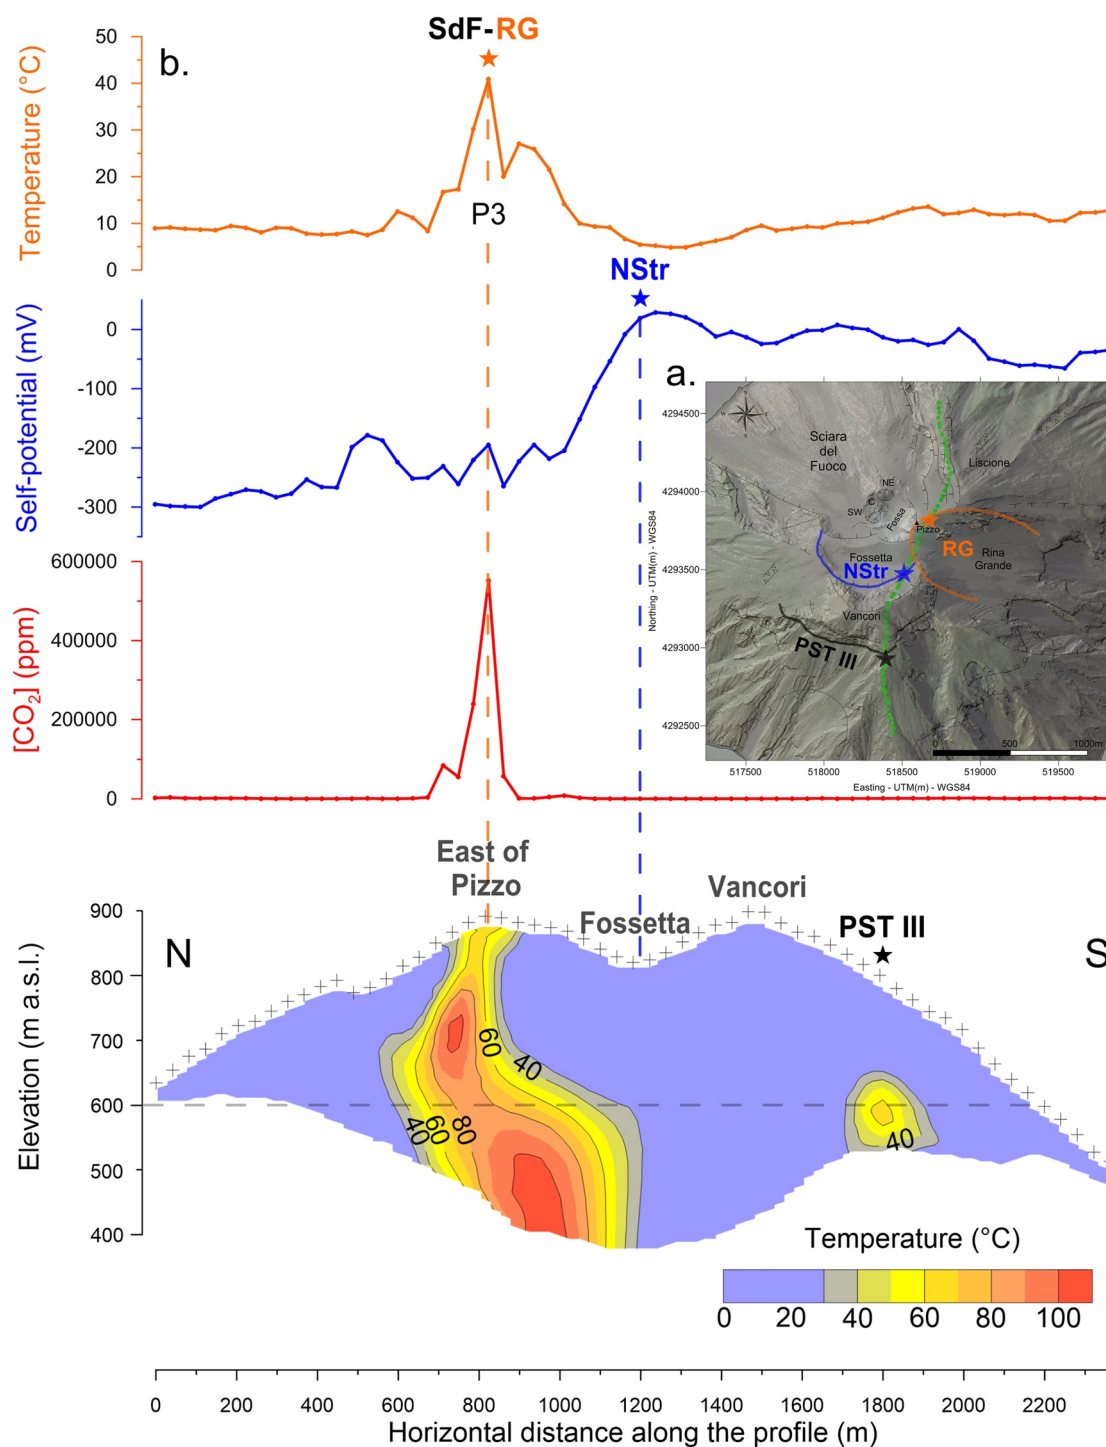 SdF-RG
b.
Temperature (°C)
50
40
30
20
10
0
P3
NStr
Self-potential (mV)
0
-100
-200
-300
[CO2] (ppm)
600000
400000
200000
0
a.
Northing - UTM(m) - WGS84
4294500
4294000
4293500
4293000
4292500
Sciara
del
Fuoco
Liscione
NE
C
SW
Fossa
Pizzo
RG
Fossetta
NStr
Rina
Grande
Vancori
PST III
0 500 1000m
517500 518000 518500 519000 519500
Easting - UTM(m) - WGS84
East of
Pizzo
Fossetta
Vancori
PST III
N
S
Elevation (m a.s.l.)
900
800
700
600
500
400
60
40
40
60
80
40
Temperature (°C)
0 20 40 60 80 100
0 200 400 600 800 1000 1200 1400 1600 1800 2000 2200
Horizontal distance along the profile (m)